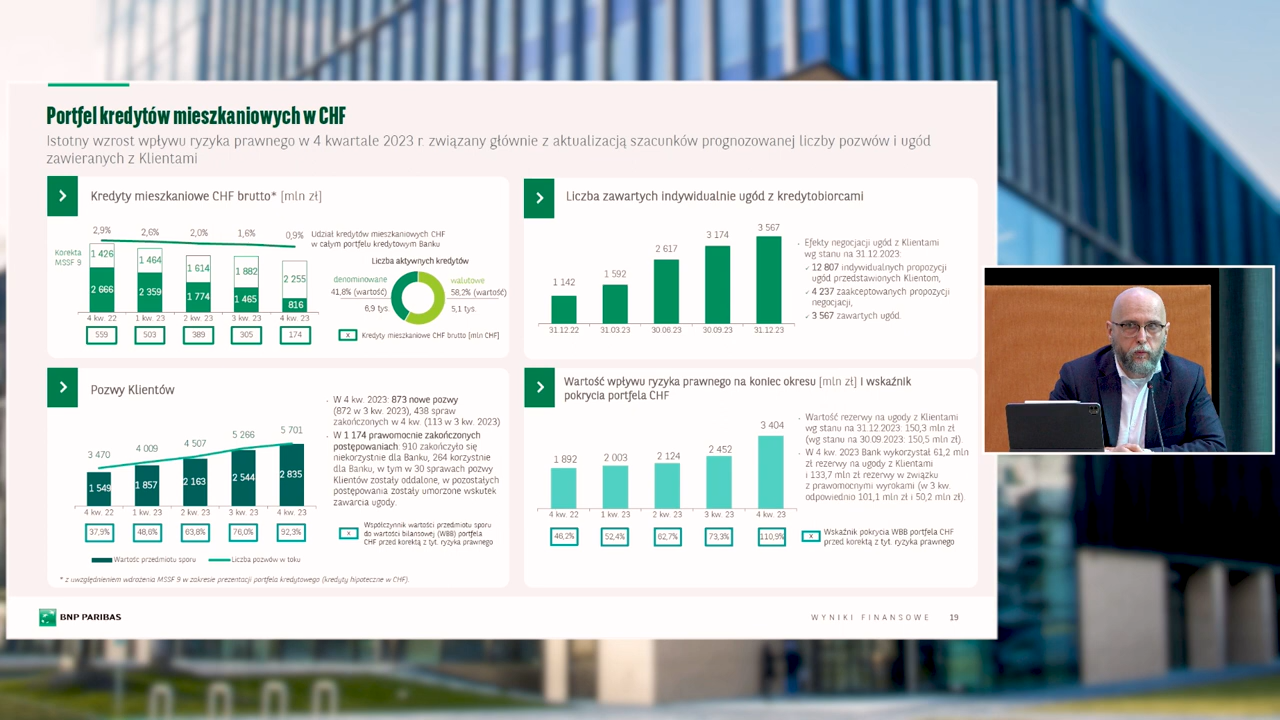 Portfel kredytów mieszkaniowych w CHF
Istotny wzrost wpływu ryzyka prawnego w 4 kwartale 2023 r. związany głównie z aktualizacją szacunków prognozowanej liczby pozwów i ugód
zawieranych z Klientami
Kredyty mieszkaniowe CHF brutto* [mln zł]
2,9% 2,6% 2,0% 1,6% 0,9%
Udział kredytów mieszkaniowych CHF
w całym portfelu kredytowym Banku
Korekta
MSSF 9
1 426 1 464 1 614 1 882 2 255
2 666 2 359 1 774 1 465 816
4 kw. 22 1 kw. 23 2 kw. 23 3 kw 23 4 kw. 23
559 503 389 305 174
Liczba aktywnych kredytów
denominowane walutowe
41,8% (wartość) 58,2% (wartość)
6,9 tys. 5,1 tys.
x Kredyty mieszkaniowe CHF brutto [mln CHF]
Liczba zawartych indywidualnie ugód z kredytobiorcami
1 142 1 592 2 617 3 174 3 567
31.12.22 31.03.23 30.06.23 30.09.23 31.12.23
Efekty negocjacji ugód z Klientami
wg stanu na 31.12.2023:
12 807 indywidualnych propozycji
ugód przedstawionych Klientom,
4 237 zaakceptowanych propozycji
negocjacji,
3 567 zawartych ugód.
Pozwy Klientów
3 470 4 009 4 507 5 266 5 701
1 549 1 857 2 163 2 544 2 835
4 kw. 22 1 kw. 23 2 kw. 23 3 kw. 23 4 kw. 23
37,9% 48,6% 63,8% 76,0% 92,3%
Wartość przedmiotu sporu Liczba pozwów w toku
W 4 kw. 2023: 873 nowe pozwy
(872 w 3 kw. 2023), 438 spraw
zakończonych w 4 kw. (113 w 3 kw. 2023)
W 1 174 prawomocnie zakończonych
postępowaniach: 910 zakończyło się
niekorzystnie dla Banku, 264 korzystnie
dla Banku, w tym w 30 sprawach pozwy
Klientów zostały oddalone, w pozostałych
postępowania zostały umorzone wskutek
zawarcia ugody.
x Współczynnik wartości przedmiotu sporu
do wartości bilansowej (WBB) portfela
CHF przed korektą z tyt. ryzyka prawnego
Wartość wpływu ryzyka prawnego na koniec okresu [mln zł] i wskaźnik
pokrycia portfela CHF
1 892 2 003 2 124 2 452 3 404
4 kw. 22 1 kw. 23 2 kw. 23 3 kw. 23 4 kw. 23
46,2% 52,4% 62,7% 73,3% 110,9%
Wartość rezerwy na ugody z Klientami
wg stanu na 31.12.2023: 150,3 mln zł
(wg stanu na 30.09.2023: 150,5 mln zł).
W 4 kw. 2023 Bank wykorzystał 61,2 mln
zł rezerwy na ugody z Klientami
i 133,7 mln zł rezerwy w związku
z prawomocnymi wyrokami (w 3 kw.
odpowiednio 101,1 mln zł i 50,2 mln zł).
x Wskaźnik pokrycia WBB portfela CHF
przed korektą z tyt. ryzyka prawnego
* z uwzględnieniem wdrożenia MSSF 9 w zakresie prezentacji portfela kredytowego (kredyty hipoteczne w CHF).
BNP PARIBAS
WYNIKI FINANSOWE 19